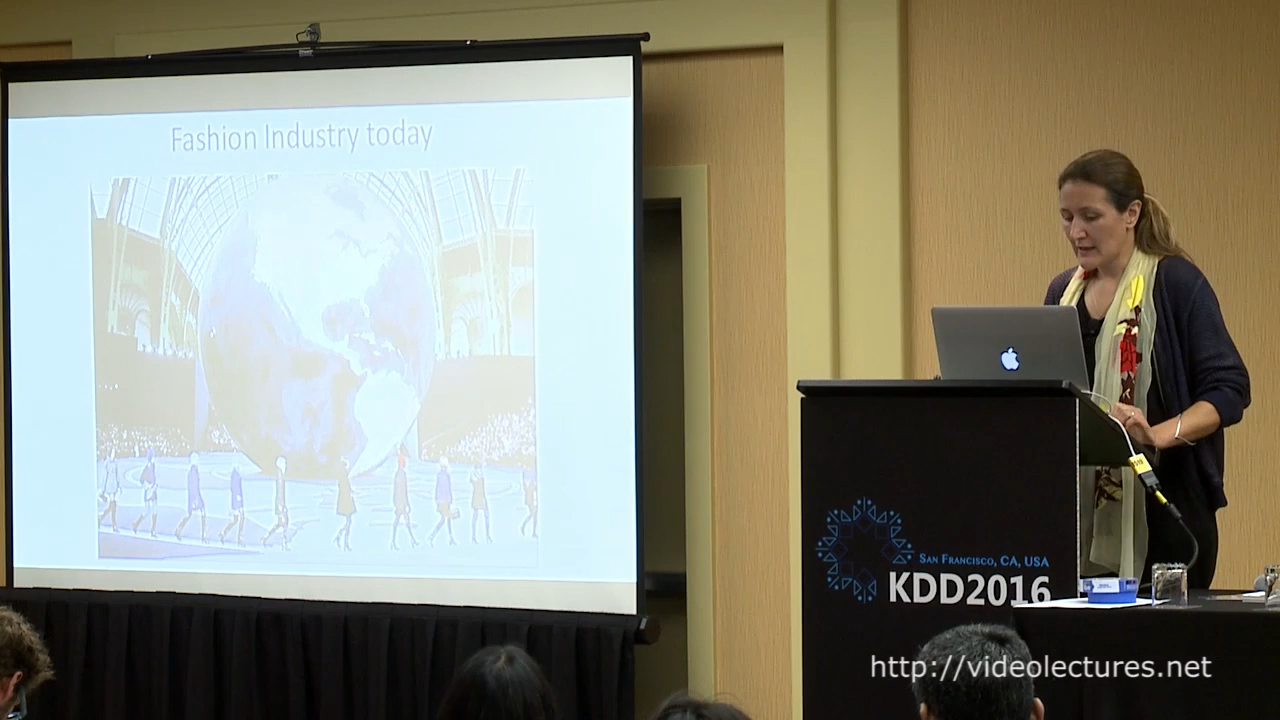 Fashion Industry today
SAN FRANCISCO, CA, USA
KDD2016
http://videolectures.net